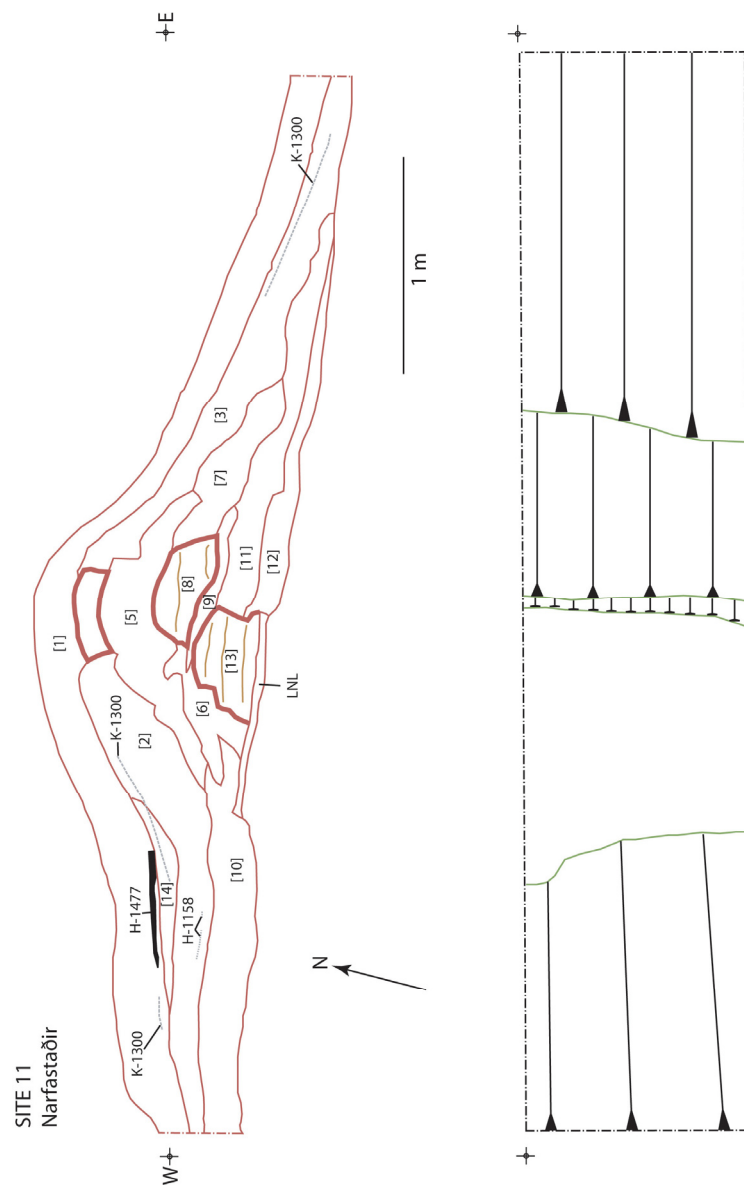 SITE 11
Narfastaðir
W
E
K-1300
H-1477
[14]
H-1158
K-1300
[1]
[2]
[5]
[6]
[8]
[9]
[13]
[7]
[3]
[11]
[12]
[10]
LNL
K-1300
N
1 m